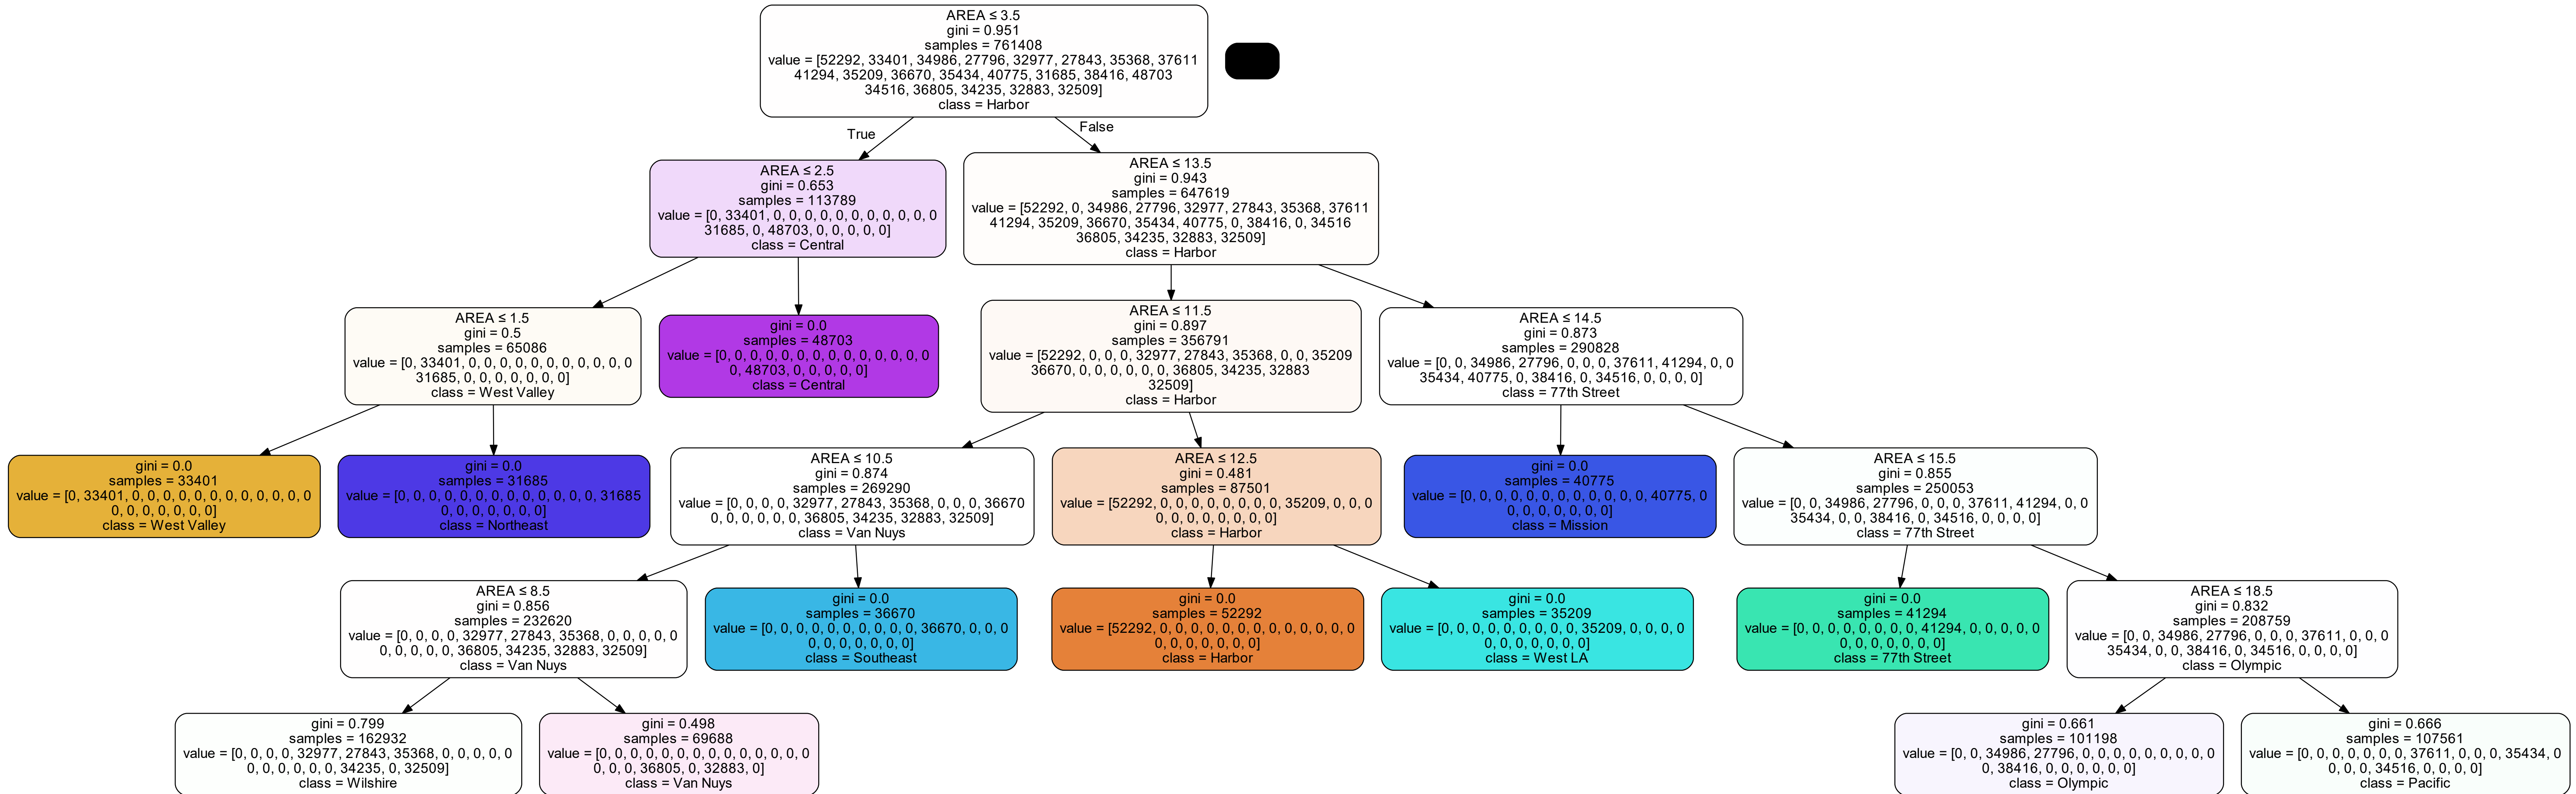 AREA ≤ 3.5
gini = 0.951
samples = 761408
value = [52292, 33401, 34986, 27796, 32977, 27843, 35368, 37611
41294, 35209, 36670, 35434, 40775, 31685, 38416, 48703
34516, 36805, 34235, 32883, 32509]
class = Harbor
True
False
AREA ≤ 2.5
gini = 0.653
samples = 113789
value = [0, 33401, 0, 0, 0, 0, 0, 0, 0, 0, 0, 0, 0
31685, 0, 48703, 0, 0, 0, 0, 0]
class = Central
AREA ≤ 13.5
gini = 0.943
samples = 647619
value = [52292, 0, 34986, 27796, 32977, 27843, 35368, 37611
41294, 35209, 36670, 35434, 40775, 0, 38416, 0, 34516
36805, 34235, 32883, 32509]
class = Harbor
AREA ≤ 1.5
gini = 0.5
samples = 65086
value = [0, 33401, 0, 0, 0, 0, 0, 0, 0, 0, 0, 0, 0
31685, 0, 0, 0, 0, 0, 0, 0]
class = West Valley
gini = 0.0
samples = 48703
value = [0, 0, 0, 0, 0, 0, 0, 0, 0, 0, 0, 0, 0, 0
0, 48703, 0, 0, 0, 0, 0]
class = Central
AREA ≤ 11.5
gini = 0.897
samples = 356791
value = [52292, 0, 0, 0, 32977, 27843, 35368, 0, 0, 35209
36670, 0, 0, 0, 0, 0, 0, 36805, 34235, 32883
32509]
class = Harbor
AREA ≤ 14.5
gini = 0.873
samples = 290828
value = [0, 0, 34986, 27796, 0, 0, 0, 37611, 41294, 0, 0
35434, 40775, 0, 38416, 0, 34516, 0, 0, 0, 0]
class = 77th Street
gini = 0.0
samples = 33401
value = [0, 33401, 0, 0, 0, 0, 0, 0, 0, 0, 0, 0, 0, 0
0, 0, 0, 0, 0, 0, 0]
class = West Valley
gini = 0.0
samples = 31685
value = [0, 0, 0, 0, 0, 0, 0, 0, 0, 0, 0, 0, 0, 31685
0, 0, 0, 0, 0, 0, 0]
class = Northeast
AREA ≤ 10.5
gini = 0.874
samples = 269290
value = [0, 0, 0, 0, 32977, 27843, 35368, 0, 0, 0, 36670
0, 0, 0, 0, 0, 0, 36805, 34235, 32883, 32509]
class = Van Nuys
AREA ≤ 12.5
gini = 0.481
samples = 87501
value = [52292, 0, 0, 0, 0, 0, 0, 0, 0, 35209, 0, 0, 0
0, 0, 0, 0, 0, 0, 0, 0]
class = Harbor
gini = 0.0
samples = 40775
value = [0, 0, 0, 0, 0, 0, 0, 0, 0, 0, 0, 0, 40775, 0
0, 0, 0, 0, 0, 0, 0]
class = Mission
AREA ≤ 15.5
gini = 0.855
samples = 250053
value = [0, 0, 34986, 27796, 0, 0, 0, 37611, 41294, 0, 0
35434, 0, 0, 38416, 0, 34516, 0, 0, 0, 0]
class = 77th Street
AREA ≤ 8.5
gini = 0.856
samples = 232620
value = [0, 0, 0, 0, 32977, 27843, 35368, 0, 0, 0, 0, 0
0, 0, 0, 0, 0, 36805, 34235, 32883, 32509]
class = Van Nuys
gini = 0.0
samples = 36670
value = [0, 0, 0, 0, 0, 0, 0, 0, 0, 0, 36670, 0, 0, 0
0, 0, 0, 0, 0, 0, 0]
class = Southeast
gini = 0.0
samples = 52292
value = [52292, 0, 0, 0, 0, 0, 0, 0, 0, 0, 0, 0, 0, 0
0, 0, 0, 0, 0, 0, 0]
class = Harbor
gini = 0.0
samples = 35209
value = [0, 0, 0, 0, 0, 0, 0, 0, 0, 35209, 0, 0, 0, 0
0, 0, 0, 0, 0, 0, 0]
class = West LA
gini = 0.0
samples = 41294
value = [0, 0, 0, 0, 0, 0, 0, 0, 41294, 0, 0, 0, 0, 0
0, 0, 0, 0, 0, 0, 0]
class = 77th Street
AREA ≤ 18.5
gini = 0.832
samples = 208759
value = [0, 0, 34986, 27796, 0, 0, 0, 37611, 0, 0, 0
35434, 0, 0, 38416, 0, 34516, 0, 0, 0, 0]
class = Olympic
gini = 0.799
samples = 162932
value = [0, 0, 0, 0, 32977, 27843, 35368, 0, 0, 0, 0, 0
0, 0, 0, 0, 0, 0, 34235, 0, 32509]
class = Wilshire
gini = 0.498
samples = 69688
value = [0, 0, 0, 0, 0, 0, 0, 0, 0, 0, 0, 0, 0, 0
0, 0, 0, 36805, 0, 32883, 0]
class = Van Nuys
gini = 0.661
samples = 101198
value = [0, 0, 34986, 27796, 0, 0, 0, 0, 0, 0, 0, 0, 0
0, 38416, 0, 0, 0, 0, 0, 0]
class = Olympic
gini = 0.666
samples = 107561
value = [0, 0, 0, 0, 0, 0, 0, 37611, 0, 0, 0, 35434, 0
0, 0, 0, 34516, 0, 0, 0, 0]
class = Pacific